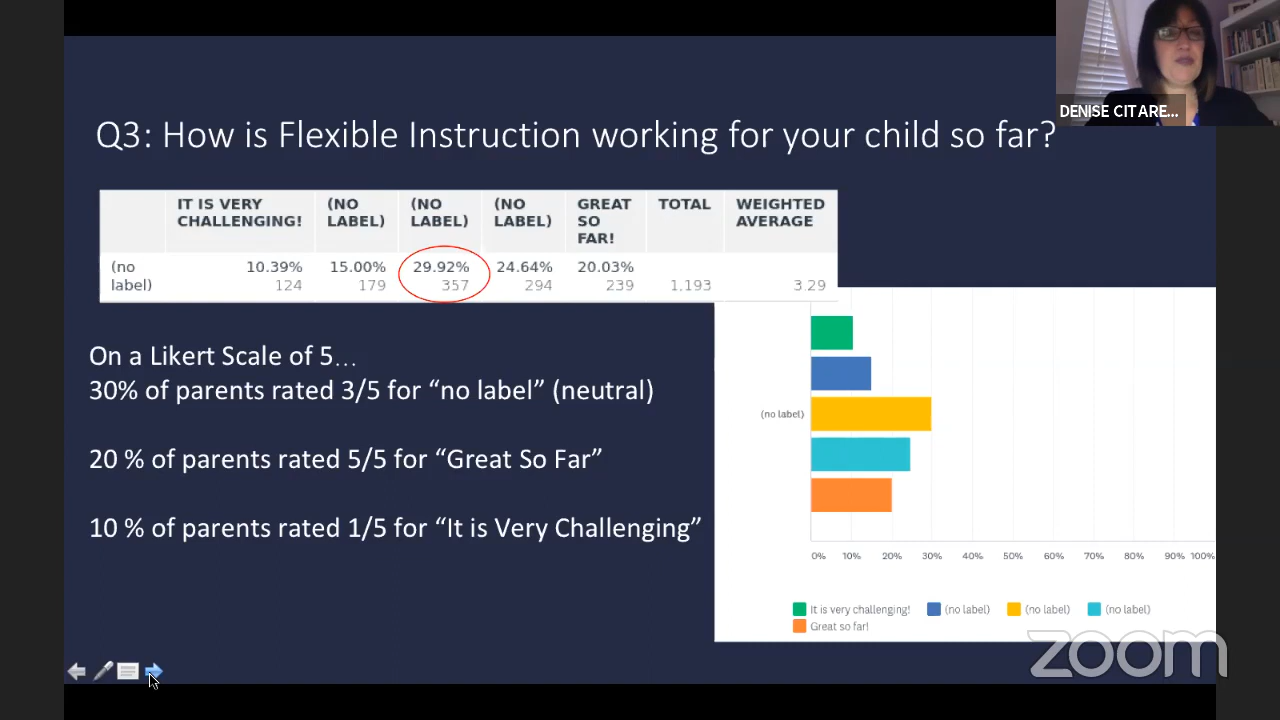 DENISE CITARE...
Q3: How is Flexible Instruction working for your child so far?
IT IS VERY CHALLENGING! (NO LABEL) (NO LABEL) (NO LABEL) GREAT SO FAR! TOTAL WEIGHTED AVERAGE
(no label) 10.39% 15.00% 29.92% 24.64% 20.03%
124 179 357 294 239 1,193 3.29
On a Likert Scale of 5...
30% of parents rated 3/5 for “no label” (neutral)
20 % of parents rated 5/5 for “Great So Far”
10 % of parents rated 1/5 for “It is Very Challenging”
(no label)
0% 10% 20% 30% 40% 50% 60% 70% 80% 90% 100%
It is very challenging! (no label) (no label) (no label)
Great so far!
zoom